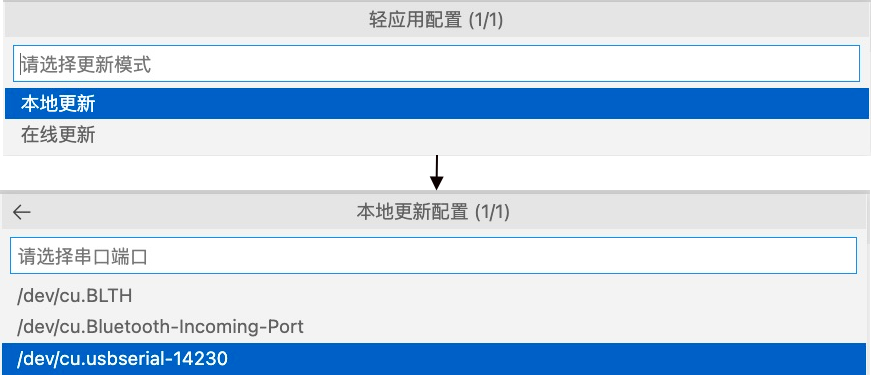 轻应用配置 (1/1)
请选择更新模式
本地更新
在线更新
本地更新配置 (1/1)
请选择串口端口
/dev/cu.BLTH
/dev/cu.Bluetooth-Incoming-Port
/dev/cu.usbserial-14230